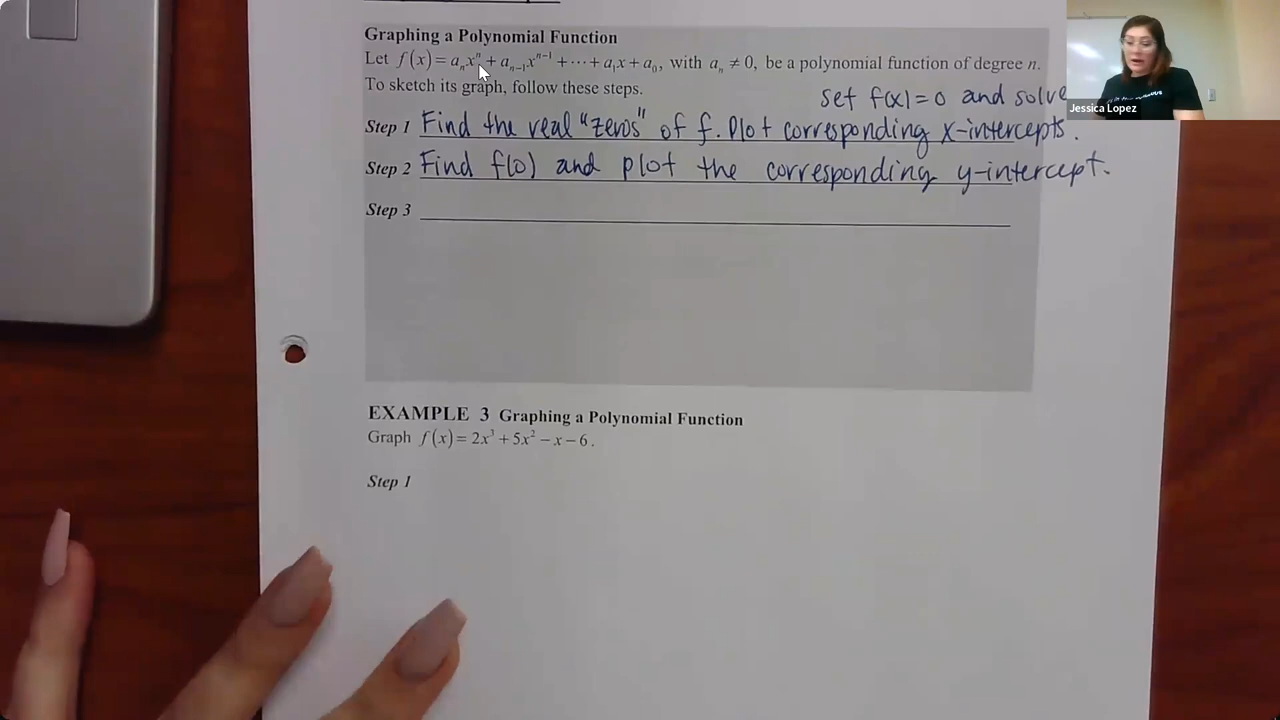 Graphing a Polynomial Function
Let f(x) = aₙxⁿ + aₙ₋₁xⁿ⁻¹ + ⋯ + a₁x + a₀, with aₙ ≠ 0, be a polynomial function of degree n.
To sketch its graph, follow these steps.
set f(x) = 0 and solve
Jessica Lopez
Step 1 Find the real "zeros" of f. Plot corresponding x-intercepts.
Step 2 Find f(0) and plot the corresponding y-intercept.
Step 3
EXAMPLE 3 Graphing a Polynomial Function
Graph f(x) = 2x³ + 5x² − x − 6.
Step 1